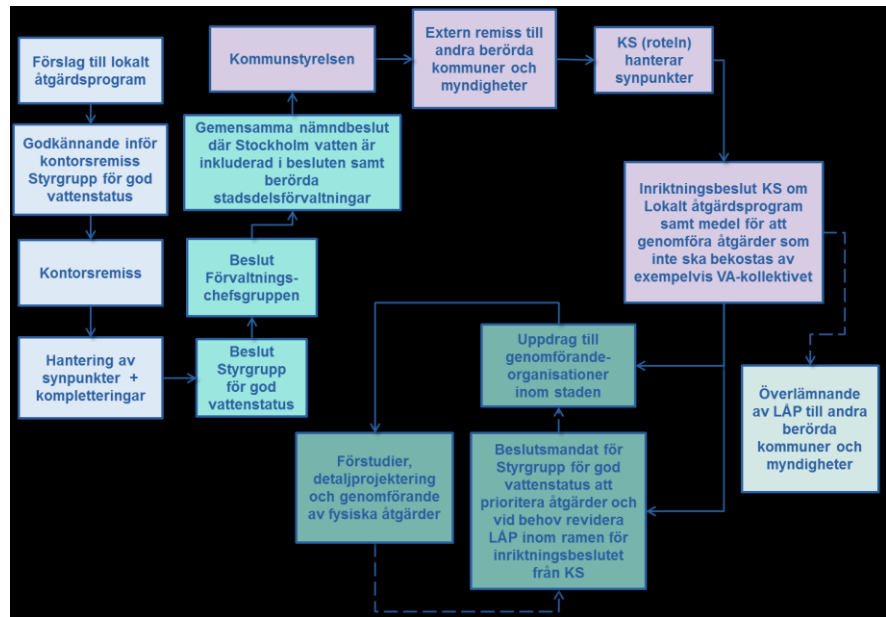 Förslag till lokalt
åtgärdsprogram
Godkännande inför
kontorsremiss
Styrgrupp för god
vattenstatus
Kontorsremiss
Hantering av
synpunkter +
kompletteringar
Beslut
Styrgrupp
för god
vattenstatus
Beslut
Förvaltnings-
chefsgruppen
Gemensamma nämndbeslut
där Stockholm vatten är
inkluderad i besluten samt
berörda
stadsdelsförvaltningar
Kommunstyrelsen
Extern remiss till
andra berörda
kommuner och
myndigheter
KS (roteln)
hanterar
synpunkter
Inriktningsbeslut KS om
Lokalt åtgärdsprogram
samt medel för att
genomföra åtgärder som
inte ska bekostas av
exempelvis VA-kollektivet
Uppdrag till
genomförande-
organisationer
inom staden
Beslutsmandat för
Styrgrupp för god
vattenstatus att
prioritera åtgärder och
vid behov revidera
LÅP inom ramen för
inriktningsbeslutet
från KS
Förstudier,
detaljprojektering
och genomförande
av fysiska åtgärder
Överlämnande
av LÅP till andra
berörda
kommuner och
myndigheter